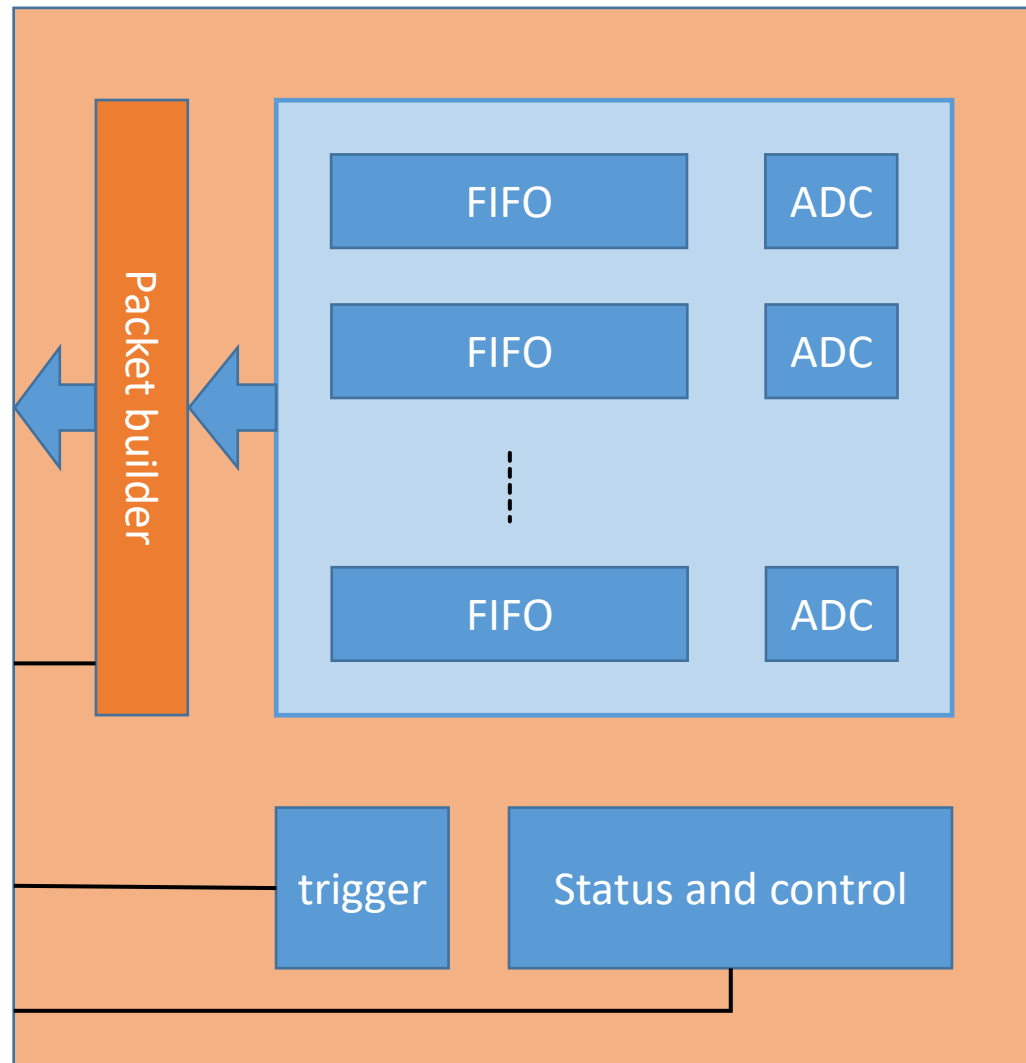 Packet builder
FIFO
ADC
FIFO
ADC
FIFO
ADC
trigger
Status and control